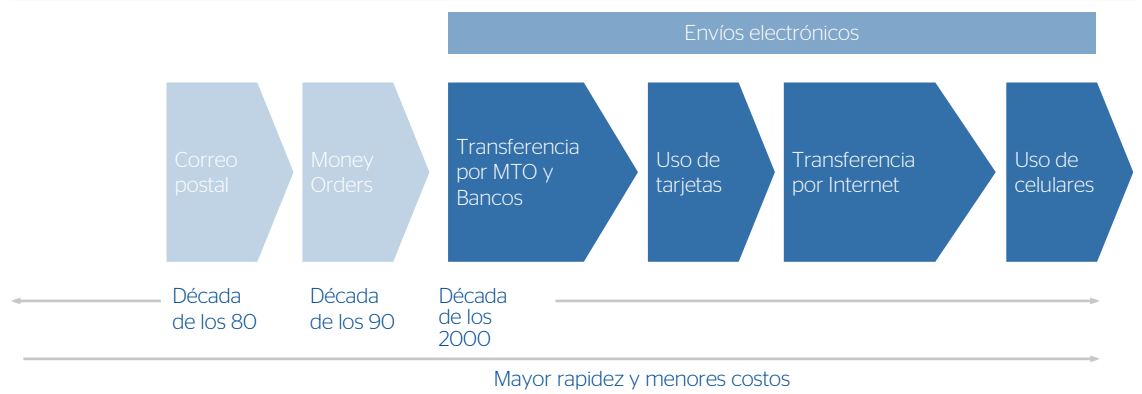 Envíos electrónicos
Correo
postal
Money
Orders
Transferencia
por MTO y
Bancos
Uso de
tarjetas
Transferencia
por Internet
Uso de
celulares
Década
de los 80
Década
de los 90
Década
de los
2000
Mayor rapidez y menores costos